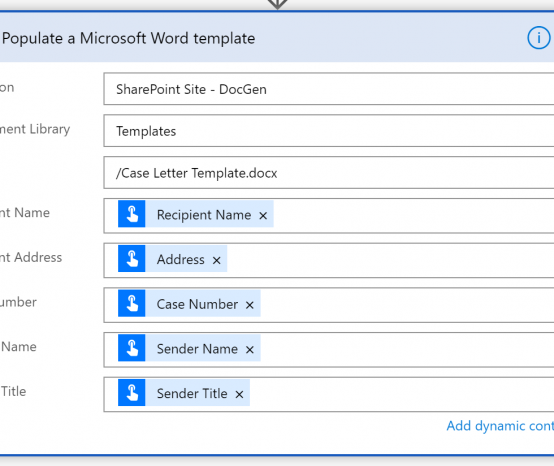 Populate a Microsoft Word template
on SharePoint Site - DocGen
ment Library Templates
/Case Letter Template.docx
nt Name Recipient Name ×
nt Address Address ×
umber Case Number ×
Name Sender Name ×
Title Sender Title ×
Add dynamic cont